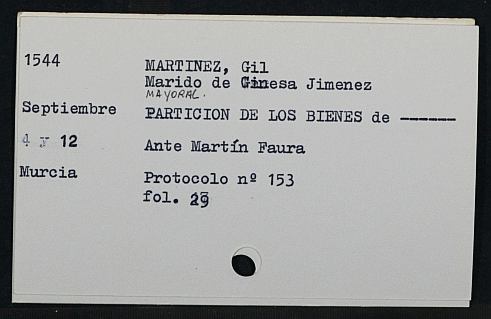 1544
MARTINEZ, Gil
Marido de Ginesa Jimenez
MAYORAL.
Septiembre PARTICION DE LOS BIENES de ------
4 y 12 Ante Martín Faura
Murcia Protocolo nº 153
fol. 29